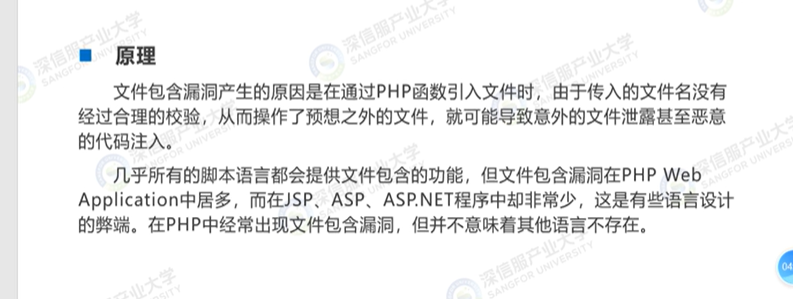 原理
文件包含漏洞产生的原因是在通过PHP函数引入文件时，由于传入的文件名没有
经过合理的校验，从而操作了预想之外的文件，就可能导致意外的文件泄露甚至恶意
的代码注入。
几乎所有的脚本语言都会提供文件包含的功能，但文件包含漏洞在PHP Web
Application中居多，而在JSP、ASP、ASP.NET程序中却非常少，这是有些语言设计
的弊端。在PHP中经常出现文件包含漏洞，但并不意味着其他语言不存在。
深信服产业大学
SANGFOR UNIVERSITY
04